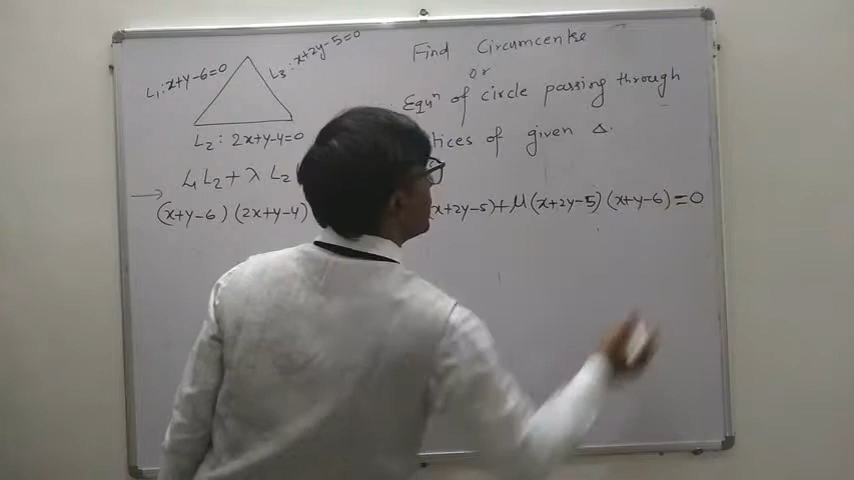 L₁: x+y-6=0
L₃: x+2y-5=0
L₂: 2x+y-4=0
Find Circumcentre
Or
Equⁿ of circle passing through
tices of given Δ.
→ L₁L₂ + λ L₂
(x+y-6) (2x+y-4) x+2y-5)+μ(x+2y-5)(x+y-6)=0